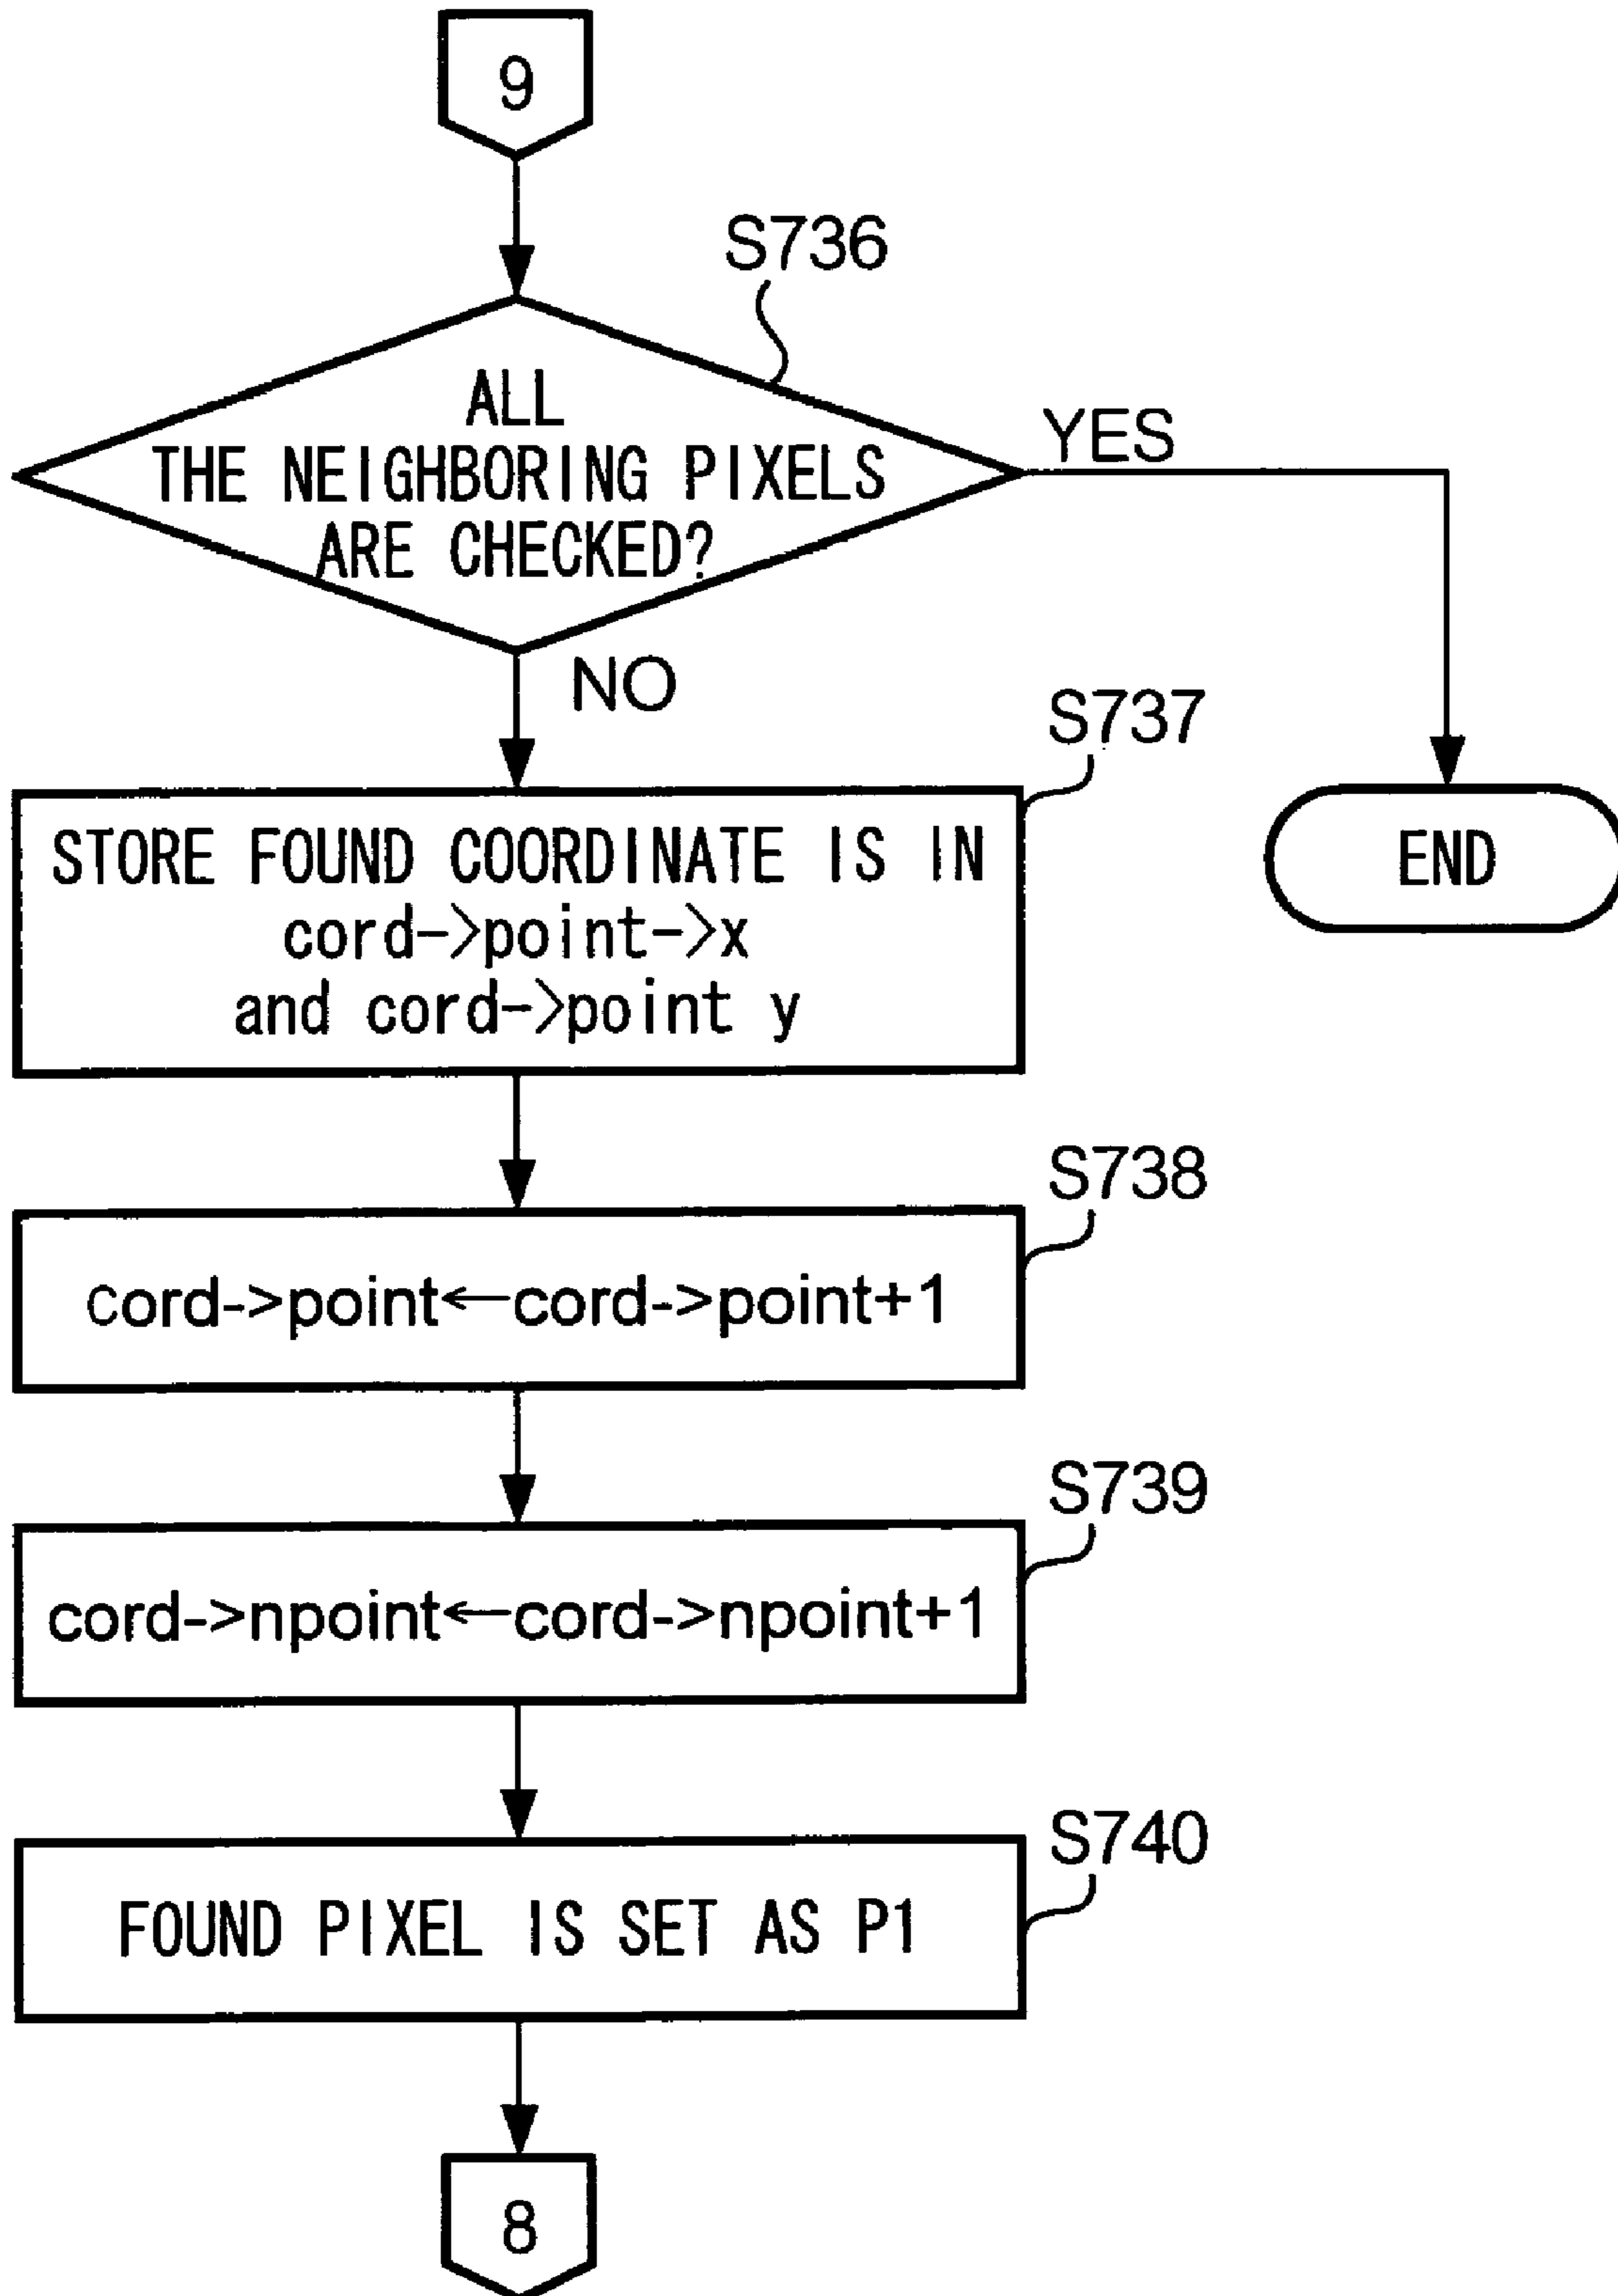 9
S736
ALL
THE NEIGHBORING PIXELS
ARE CHECKED?
YES
NO
S737
STORE FOUND COORDINATE IS IN
cord->point->x
and cord->point y
END
S738
cord->point←cord->point+1
S739
cord->npoint←cord->npoint+1
S740
FOUND PIXEL IS SET AS P1
8